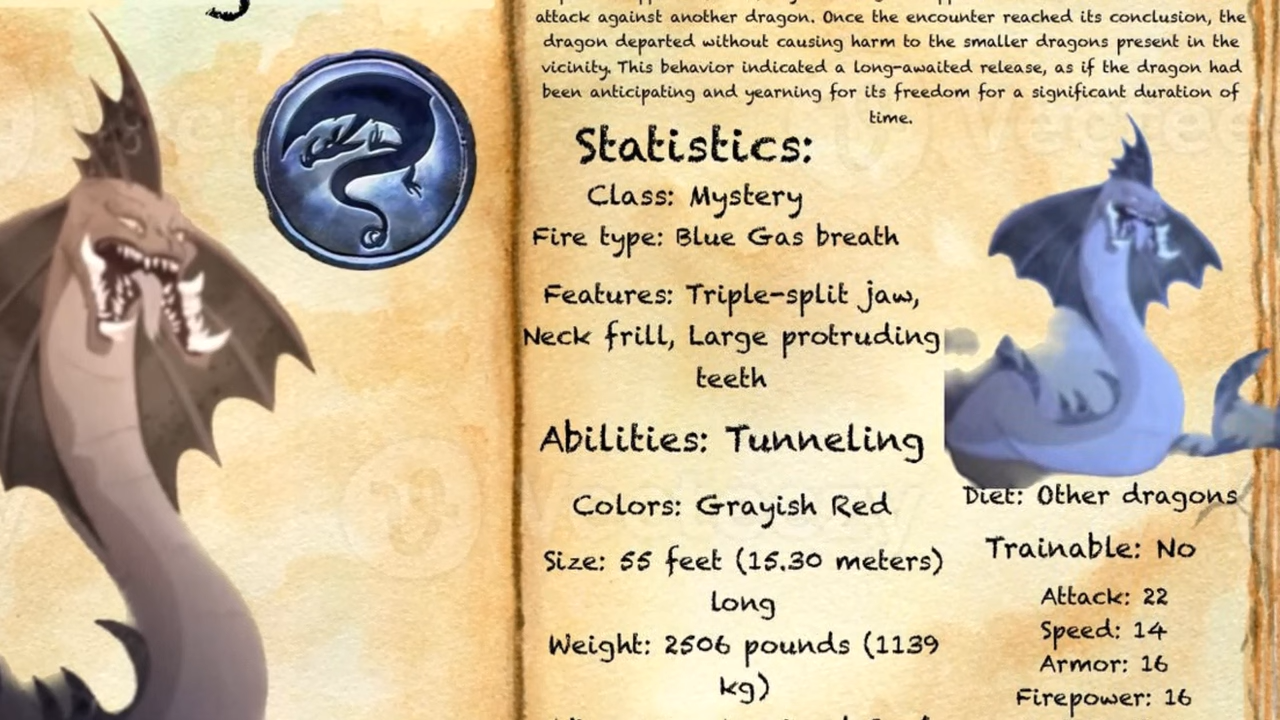 attack against another dragon. Once the encounter reached its conclusion, the
dragon departed without causing harm to the smaller dragons present in the
vicinity. This behavior indicated a long-awaited release, as if the dragon had
been anticipating and yearning for its freedom for a significant duration of
time.
Statistics:
Class: Mystery
Fire type: Blue Gas breath
Features: Triple-split jaw,
Neck frill, Large protruding
teeth
Abilities: Tunneling
Colors: Grayish Red
Size: 55 feet (15.30 meters)
long
Weight: 2506 pounds (1139
kg)
Diet: Other dragons
Trainable: No
Attack: 22
Speed: 14
Armor: 16
Firepower: 16